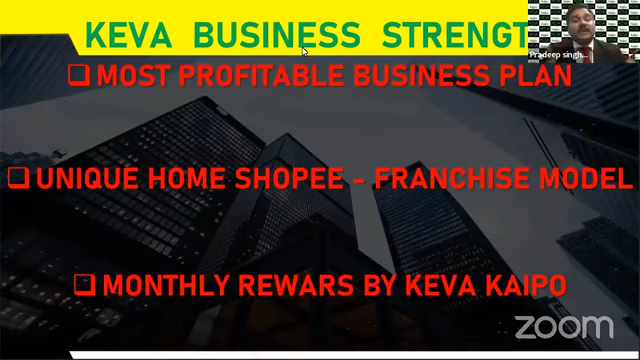 KEVA BUSINESS STRENGT
Pradeep singh...
MOST PROFITABLE BUSINESS PLAN
UNIQUE HOME SHOPEE - FRANCHISE MODEL
MONTHLY REWARS BY KEVA KAIPO
zoom